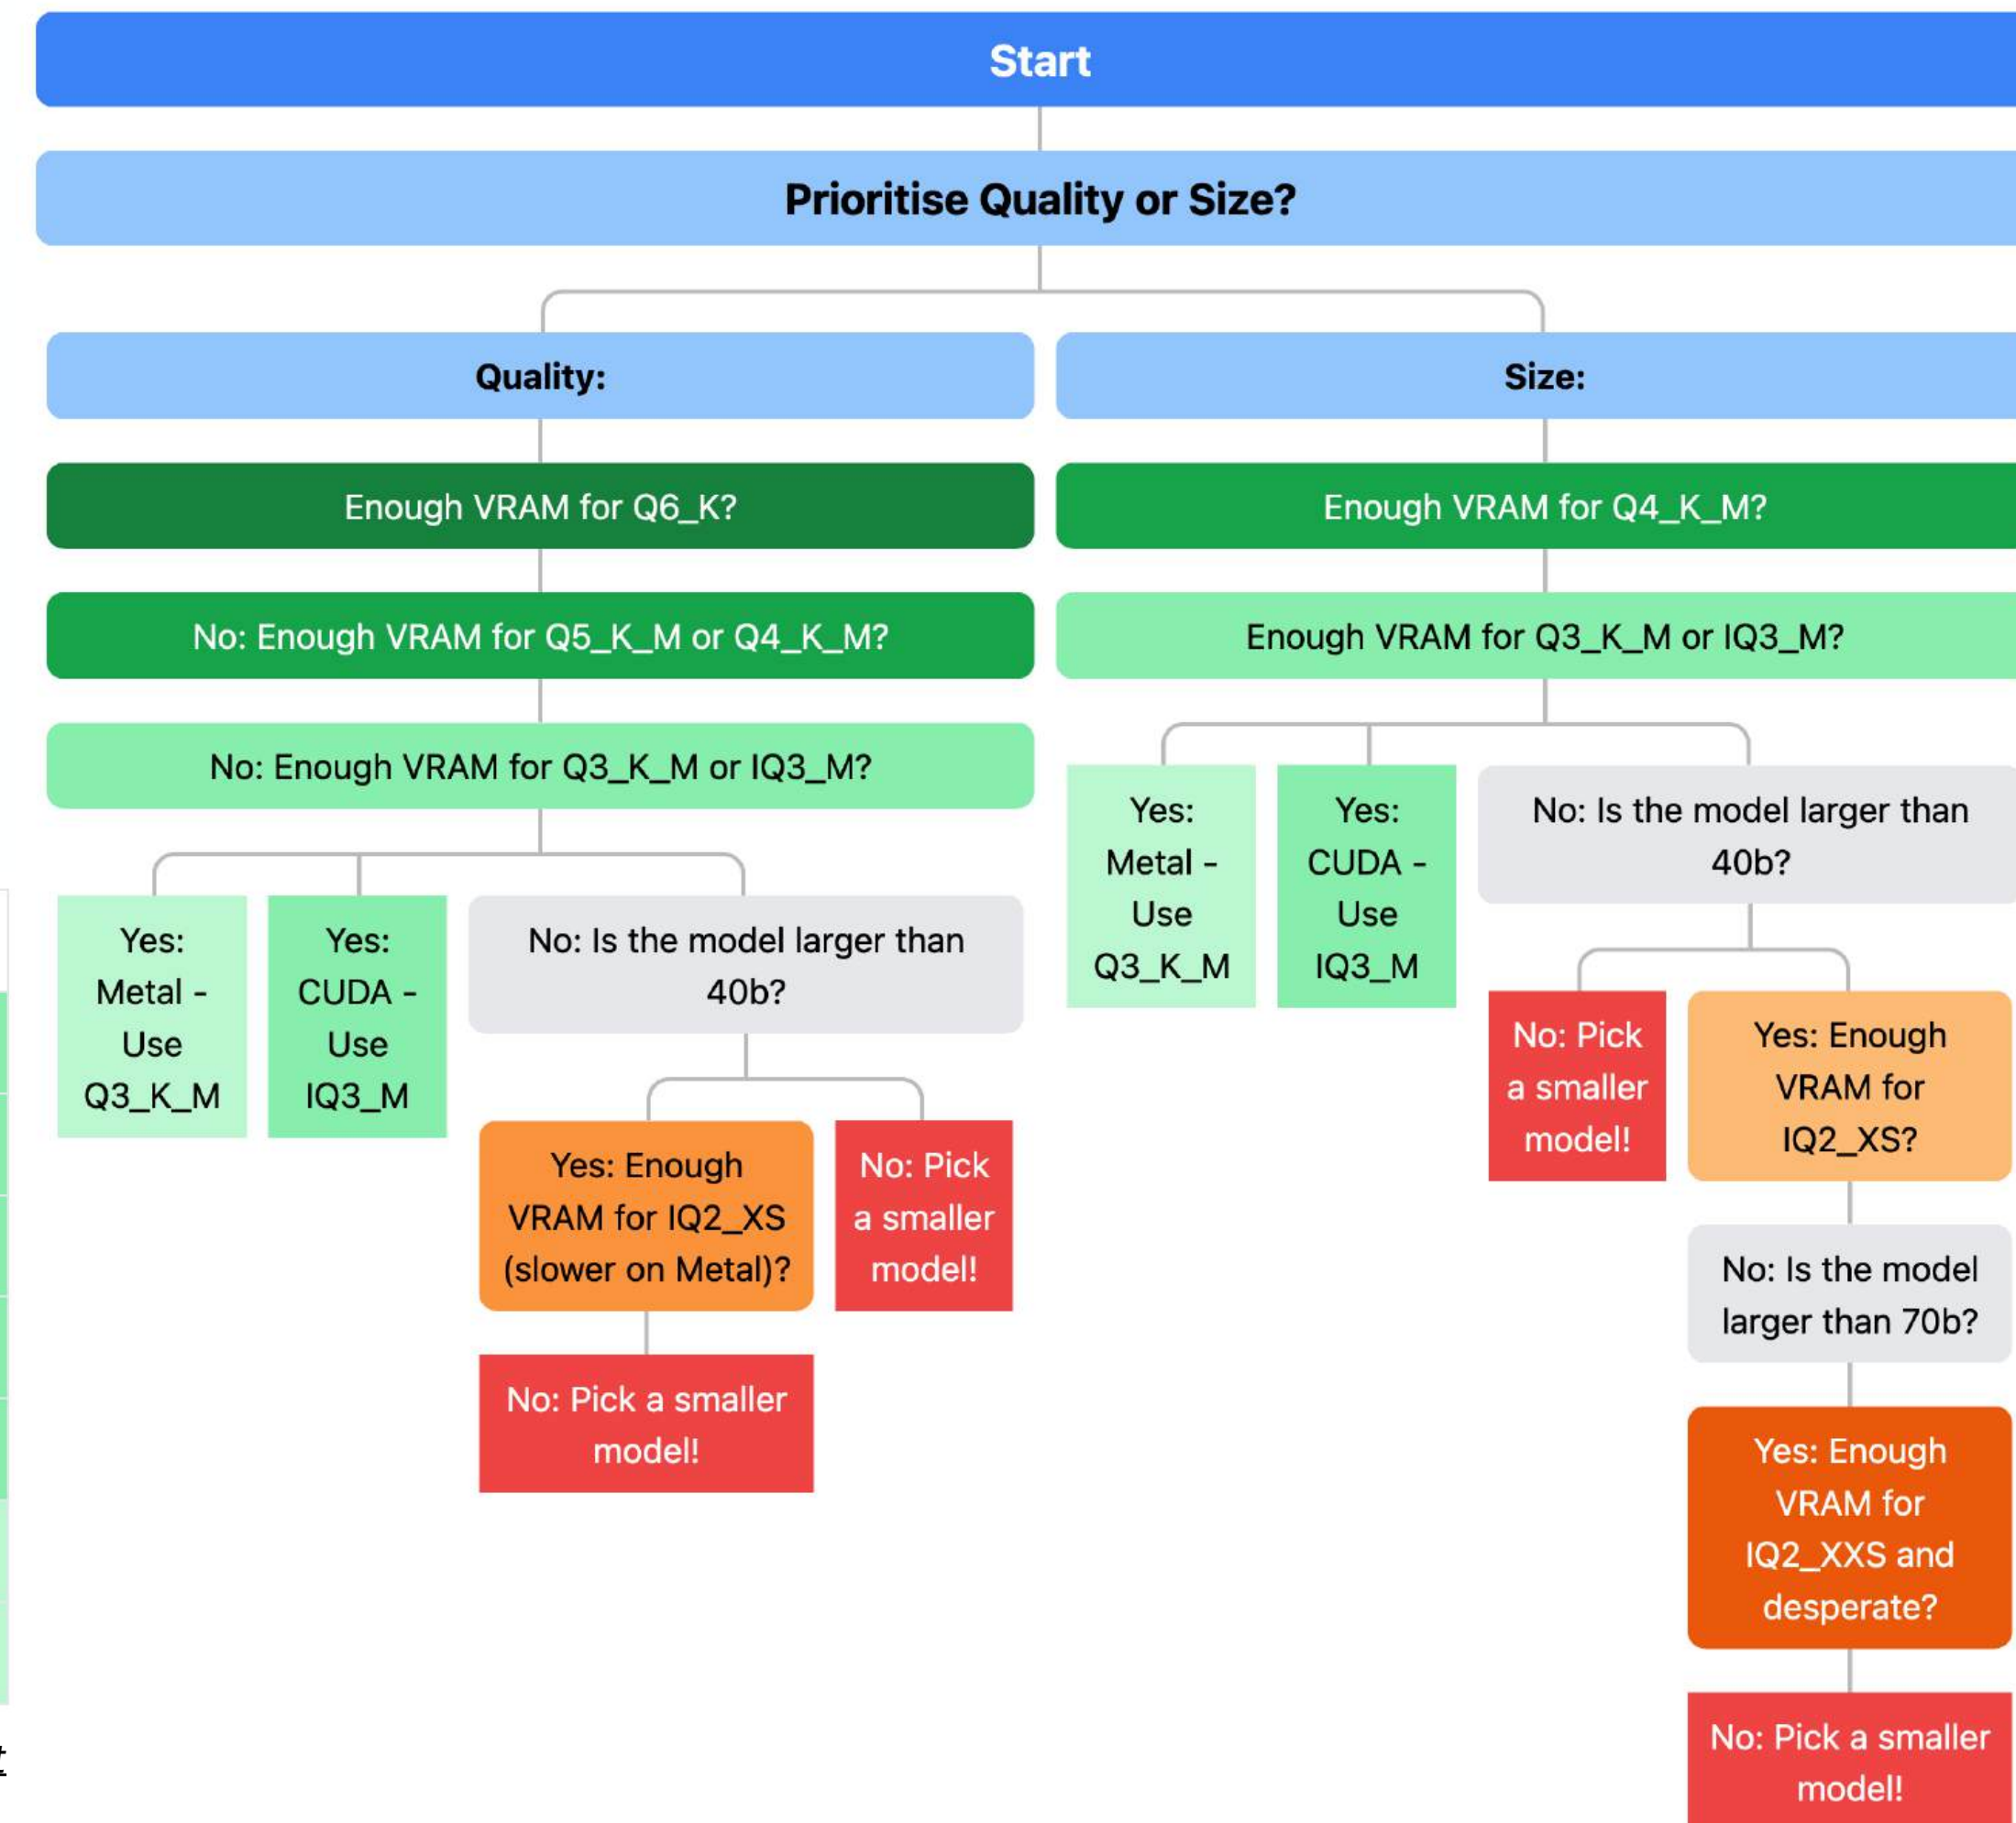 Start
Prioritise Quality or Size?
Quality:
Enough VRAM for Q6_K?
No: Enough VRAM for Q5_K_M or Q4_K_M?
No: Enough VRAM for Q3_K_M or IQ3_M?
Yes:
Metal -
Use
Q3_K_M
Yes:
CUDA -
Use
IQ3_M
No: Is the model larger than
40b?
Yes: Enough
VRAM for IQ2_XS
(slower on Metal)?
No: Pick a smaller
model!
No: Pick
a smaller
model!
Size:
Enough VRAM for Q4_K_M?
Enough VRAM for Q3_K_M or IQ3_M?
Yes:
Metal -
Use
Q3_K_M
Yes:
CUDA -
Use
IQ3_M
No: Is the model larger than
40b?
No: Pick
a smaller
model!
Yes: Enough
VRAM for
IQ2_XS?
No: Is the model
larger than 70b?
Yes: Enough
VRAM for
IQ2_XXS and
desperate?
No: Pick a smaller
model!